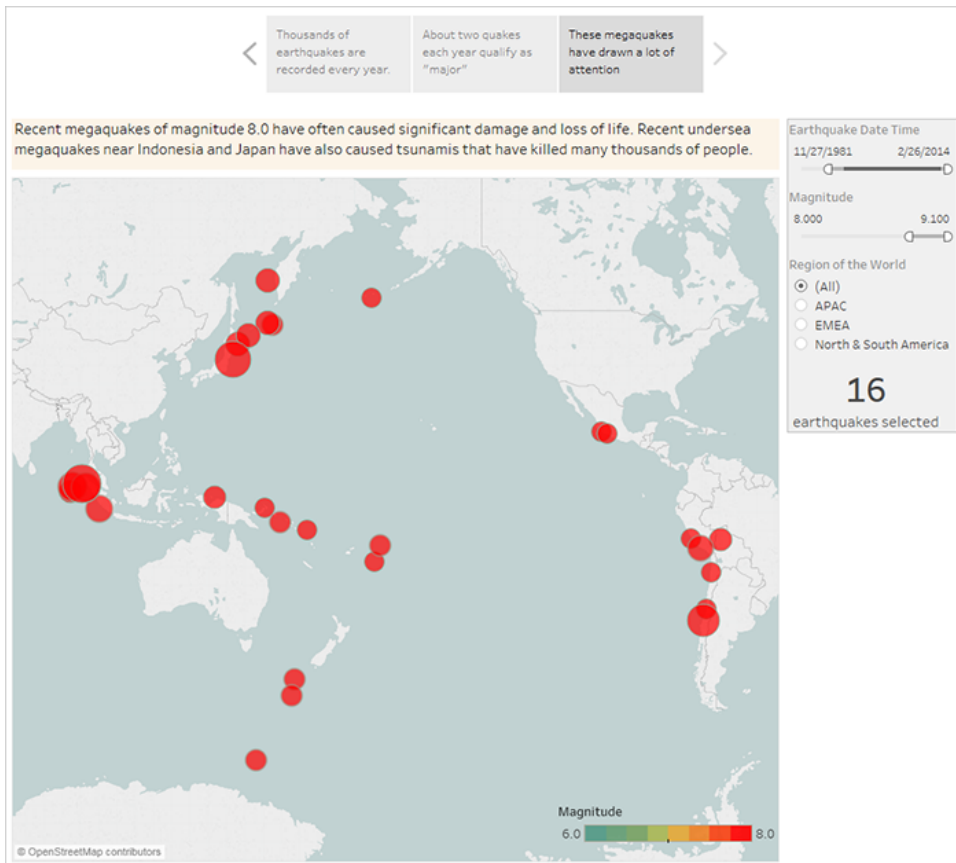 Thousands of
earthquakes are
recorded every year.
About two quakes
each year qualify as
"major"
These megaquakes
have drawn a lot of
attention
Recent megaquakes of magnitude 8.0 have often caused significant damage and loss of life. Recent undersea
megaquakes near Indonesia and Japan have also caused tsunamis that have killed many thousands of people.
Earthquake Date Time
11/27/1981 2/26/2014
Magnitude
8.000 9.100
Region of the World
(All)
APAC
EMEA
North & South America
16
earthquakes selected
Magnitude
6.0 8.0
© OpenStreetMap contributors